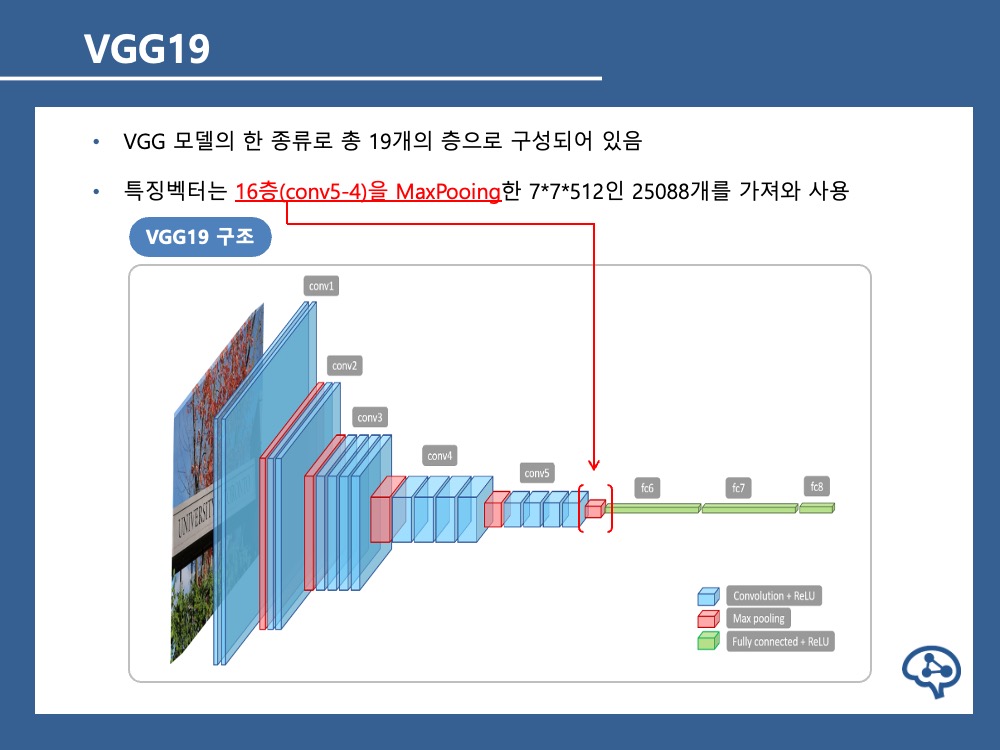 VGG19
• VGG 모델의 한 종류로 총 19개의 층으로 구성되어 있음
• 특징벡터는 16층(conv5-4)을 MaxPooing한 7*7*512인 25088개를 가져와 사용
VGG19 구조
conv1
conv2
conv3
conv4
conv5
fc6
fc7
fc8
UNIVERSIT
Convolution + ReLU
Max pooling
Fully connected + ReLU